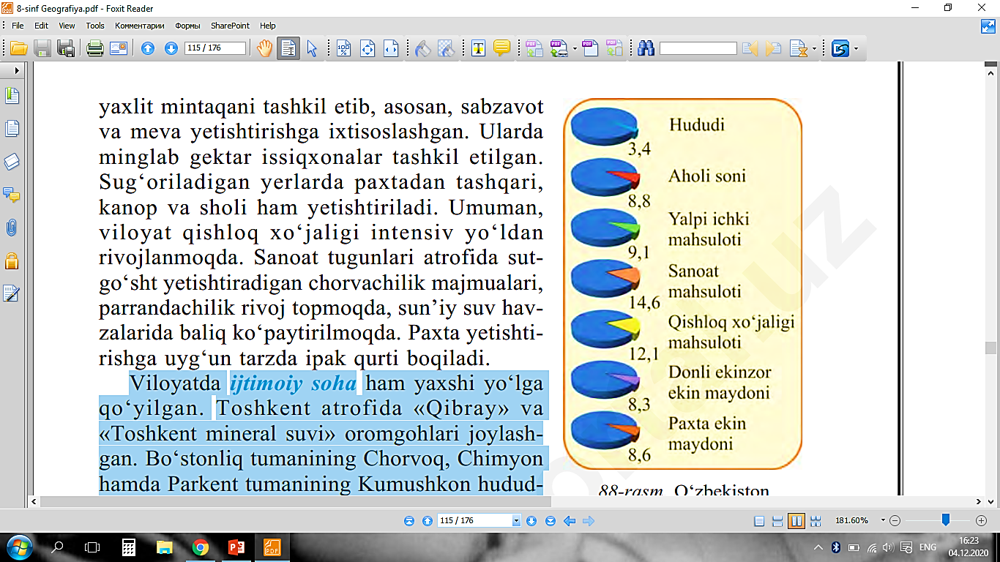 8-sinf Geografiya.pdf - Foxit Reader
File Edit View Tools Комментарии Формы SharePoint Help
115 / 176
yaxlit mintaqani tashkil etib, asosan, sabzavot
va meva yetishtirishga ixtisoslashgan. Ularda
minglab gektar issiqxonalar tashkil etilgan.
Sug‘oriladigan yerlarda paxtadan tashqari,
kanop va sholi ham yetishtiriladi. Umuman,
viloyat qishloq xo‘jaligi intensiv yo‘ldan
rivojlanmoqda. Sanoat tugunlari atrofida sut-
go‘sht yetishtiradigan chorvachilik majmualari,
parrandachilik rivoj topmoqda, sun’iy suv hav-
zalarida baliq ko‘paytirilmoqda. Paxta yetishti-
rishga uyg‘un tarzda ipak qurti boqiladi.
Viloyatda ijtimoiy soha ham yaxshi yo‘lga
qo‘yilgan. Toshkent atrofida «Qibray» va
«Toshkent mineral suvi» oromgohlari joylash-
gan. Bo‘stonliq tumanining Chorvoq, Chimyon
hamda Parkent tumanining Kumushkon hudud-
Hududi
3,4
Aholi soni
8,8
Yalpi ichki
mahsuloti
9,1
Sanoat
mahsuloti
14,6
Qishloq xo‘jaligi
mahsuloti
12,1
Donli ekinzor
ekin maydoni
8,3
Paxta ekin
maydoni
8,6
88-rasm. O‘zbekiston
115 / 176
181.60%
ENG
16:23
04.12.2020